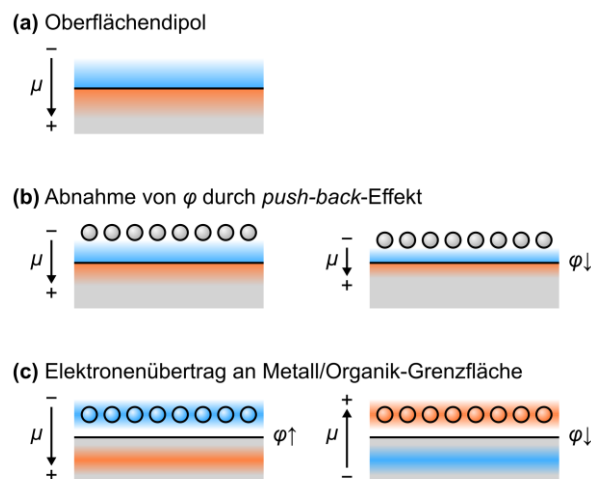 (a) Oberflächendipol
−
μ
+
(b) Abnahme von φ durch push-back-Effekt
−
μ
+
−
μ
+
φ↓
(c) Elektronenübertrag an Metall/Organik-Grenzfläche
−
μ
+
φ↑
+
μ
−
φ↓